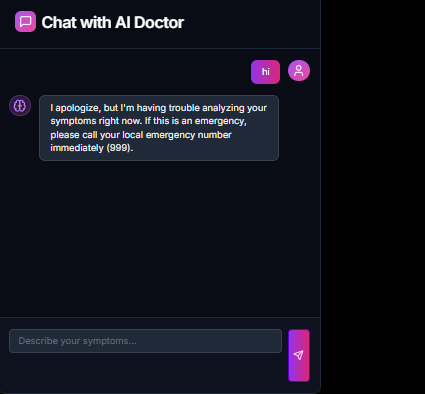 Chat with AI Doctor
hi
I apologize, but I'm having trouble analyzing your
symptoms right now. If this is an emergency,
please call your local emergency number
immediately (999).
Describe your symptoms...